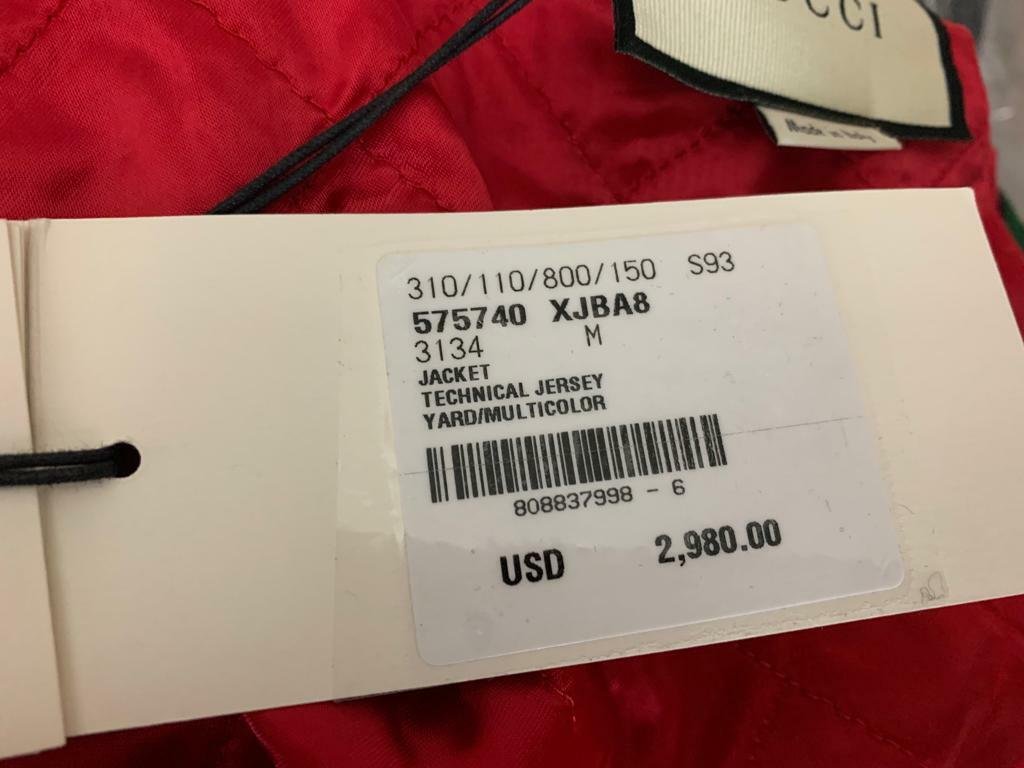 UCCI
Made in Italy
310/110/800/150 S93
575740 XJBA8
3134 M
JACKET
TECHNICAL JERSEY
YARD/MULTICOLOR
808837998 - 6
USD 2,980.00